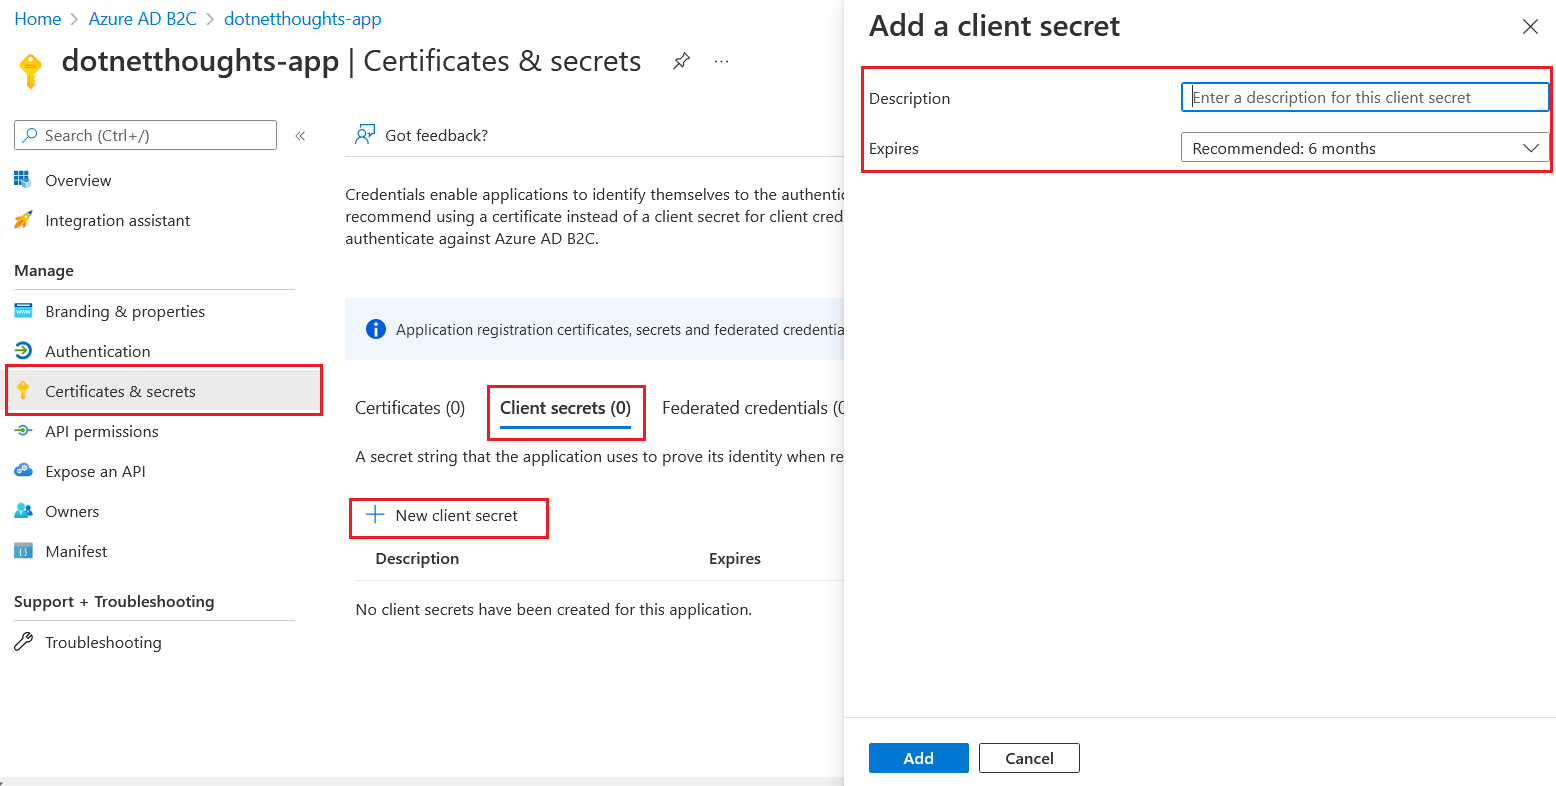 Home > Azure AD B2C > dotnetthoughts-app
dotnetthoughts-app | Certificates & secrets
...
Search (Ctrl+/)
«
Overview
Integration assistant
Manage
Branding & properties
Authentication
Certificates & secrets
API permissions
Expose an API
Owners
Manifest
Support + Troubleshooting
Troubleshooting
Got feedback?
Credentials enable applications to identify themselves to the authentic
recommend using a certificate instead of a client secret for client cred
authenticate against Azure AD B2C.
Application registration certificates, secrets and federated credentia
Certificates (0) Client secrets (0) Federated credentials (0
A secret string that the application uses to prove its identity when re
New client secret
Description Expires
No client secrets have been created for this application.
Add a client secret
Description Enter a description for this client secret
Expires Recommended: 6 months
Add Cancel